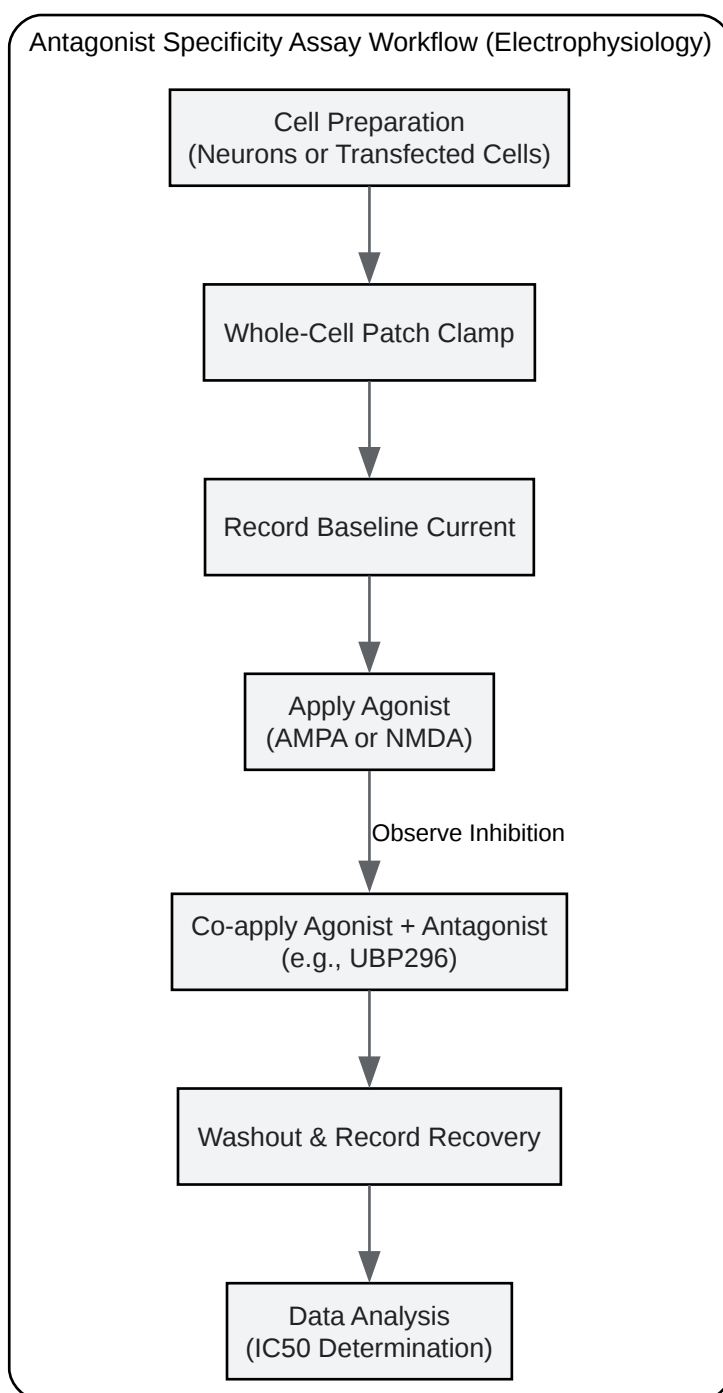 Antagonist Specificity Assay Workflow (Electrophysiology)
Cell Preparation
(Neurons or Transfected Cells)
Whole-Cell Patch Clamp
Record Baseline Current
Apply Agonist
(AMPA or NMDA)
Observe Inhibition
Co-apply Agonist + Antagonist
(e.g., UBP296)
Washout & Record Recovery
Data Analysis
(IC50 Determination)